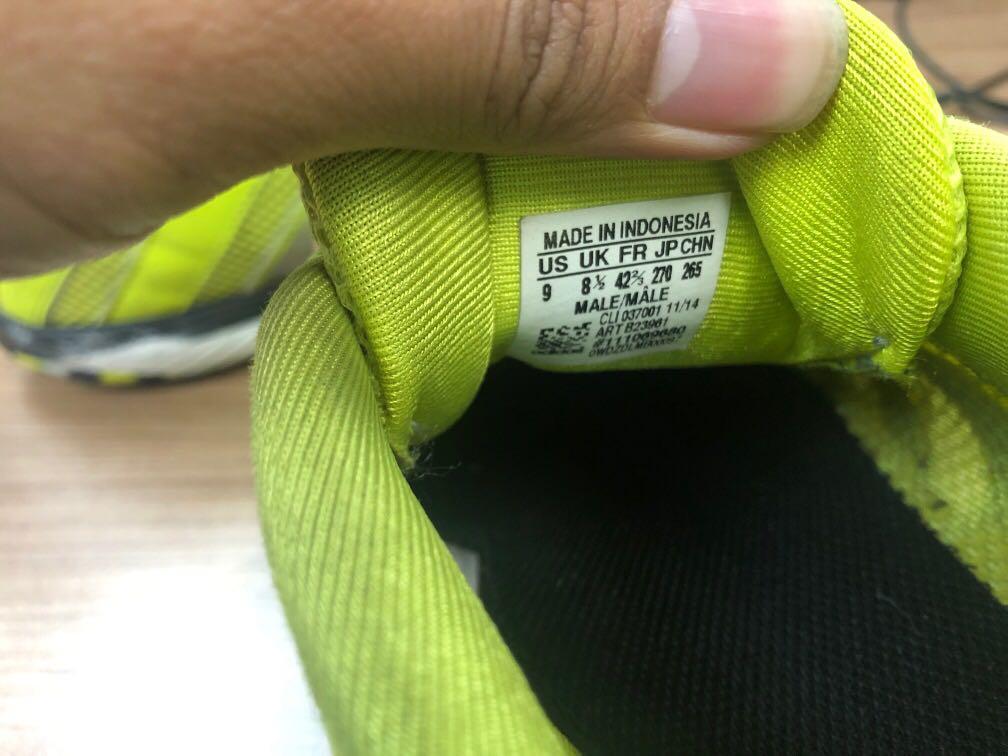 MADE IN INDONESIA
US UK FR JP CHN
9 8½ 42⅔ 270 265
MALE/MÂLE
CLI 037001 11/14
ART B23961
#111069680